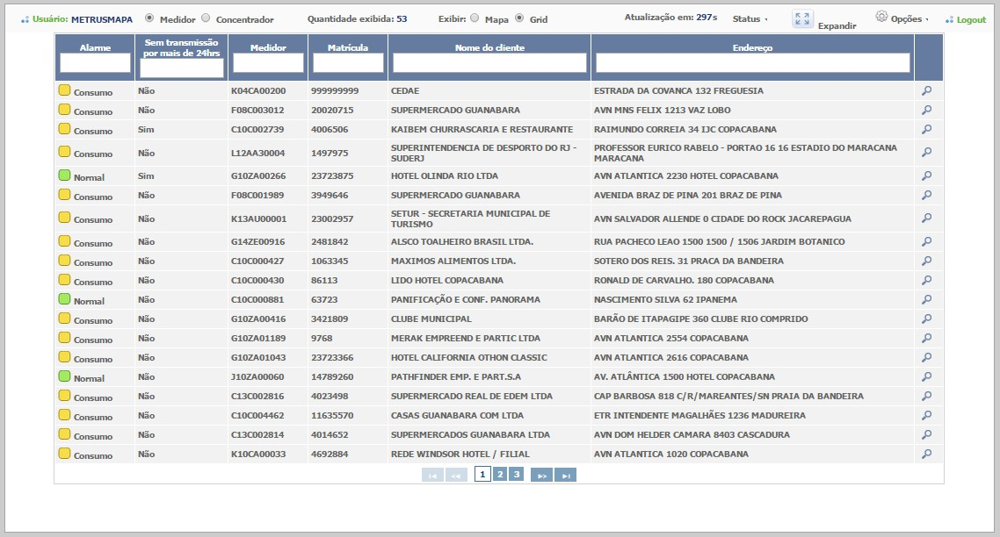 Usuário: METRUSMAPA Medidor Concentrador Quantidade exibida: 53 Exibir: Mapa Grid Atualização em: 297s Status Expandir Opções Logout
Alarme Sem transmissão por mais de 24hrs Medidor Matrícula Nome do cliente Endereço
Consumo Não K04CA00200 999999999 CEDAE ESTRADA DA COVANCA 132 FREGUESIA
Consumo Não F08C003012 20020715 SUPERMERCADO GUANABARA AVN MNS FELIX 1213 VAZ LOBO
Consumo Sim C10C002739 4006506 KAIBEM CHURRASCARIA E RESTAURANTE RAIMUNDO CORREIA 34 IJC COPACABANA
Consumo Não L12AA30004 1497975 SUPERINTENDENCIA DE DESPORTO DO RJ - SUDERJ PROFESSOR EURICO RABELO - PORTAO 16 16 ESTADIO DO MARACANA MARACANA
Normal Sim G10ZA00266 23723875 HOTEL OLINDA RIO LTDA AVN ATLANTICA 2230 HOTEL COPACABANA
Consumo Não F08C001989 3949646 SUPERMERCADO GUANABARA AVENIDA BRAZ DE PINA 201 BRAZ DE PINA
Consumo Não K13AU00001 23002957 SETUR - SECRETARIA MUNICIPAL DE TURISMO AVN SALVADOR ALLENDE 0 CIDADE DO ROCK JACAREPAGUA
Consumo Não G14ZE00916 2481842 ALSCO TOALHEIRO BRASIL LTDA. RUA PACHECO LEAO 1500 1500 / 1506 JARDIM BOTANICO
Consumo Não C10C000427 1063345 MAXIMOS ALIMENTOS LTDA. SOTERO DOS REIS. 31 PRACA DA BANDEIRA
Consumo Não C10C000430 86113 LIDO HOTEL COPACABANA RONALD DE CARVALHO. 180 COPACABANA
Normal Não C10C000881 63723 PANIFICAÇÃO E CONF. PANORAMA NASCIMENTO SILVA 62 IPANEMA
Consumo Não G10ZA00416 3421809 CLUBE MUNICIPAL BARÃO DE ITAPAGIPE 360 CLUBE RIO COMPRIDO
Consumo Não G10ZA01189 9768 MERAK EMPREEND E PARTIC LTDA AVN ATLANTICA 2554 COPACABANA
Consumo Não G10ZA01043 23723366 HOTEL CALIFORNIA OTHON CLASSIC AVN ATLANTICA 2616 COPACABANA
Normal Não J10ZA00060 14789260 PATHFINDER EMP. E PART.S.A AV. ATLÂNTICA 1500 HOTEL COPACABANA
Consumo Não C13C002816 4023498 SUPERMERCADO REAL DE EDEM LTDA CAP BARBOSA 818 C/R/MAREANTES/SN PRAIA DA BANDEIRA
Consumo Não C10C004462 11635570 CASAS GUANABARA COM LTDA ETR INTENDENTE MAGALHÃES 1236 MADUREIRA
Consumo Não C13C002814 4014652 SUPERMERCADOS GUANABARA LTDA AVN DOM HELDER CAMARA 8403 CASCADURA
Consumo Não K10CA00033 4692884 REDE WINDSOR HOTEL / FILIAL AVN ATLANTICA 1020 COPACABANA
1 2 3